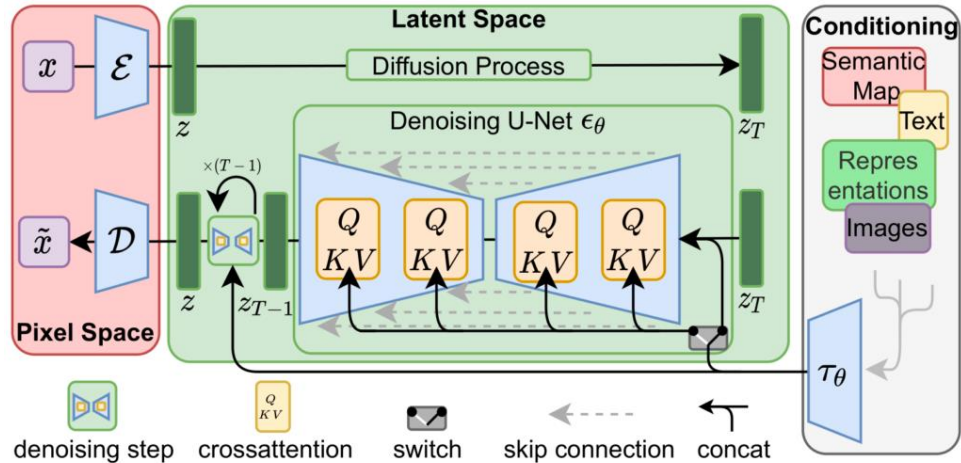 Latent Space
Conditioning
x
ℰ
Diffusion Process
z
z_T
Semantic
Map
Text
Repres
entations
Images
Denoising U-Net ϵ_θ
×(T−1)
Q
KV
Q
KV
Q
KV
Q
KV
x̃
𝒟
z
z_{T−1}
z_T
Pixel Space
τ_θ
Q
KV
denoising step
crossattention
switch
skip connection
concat